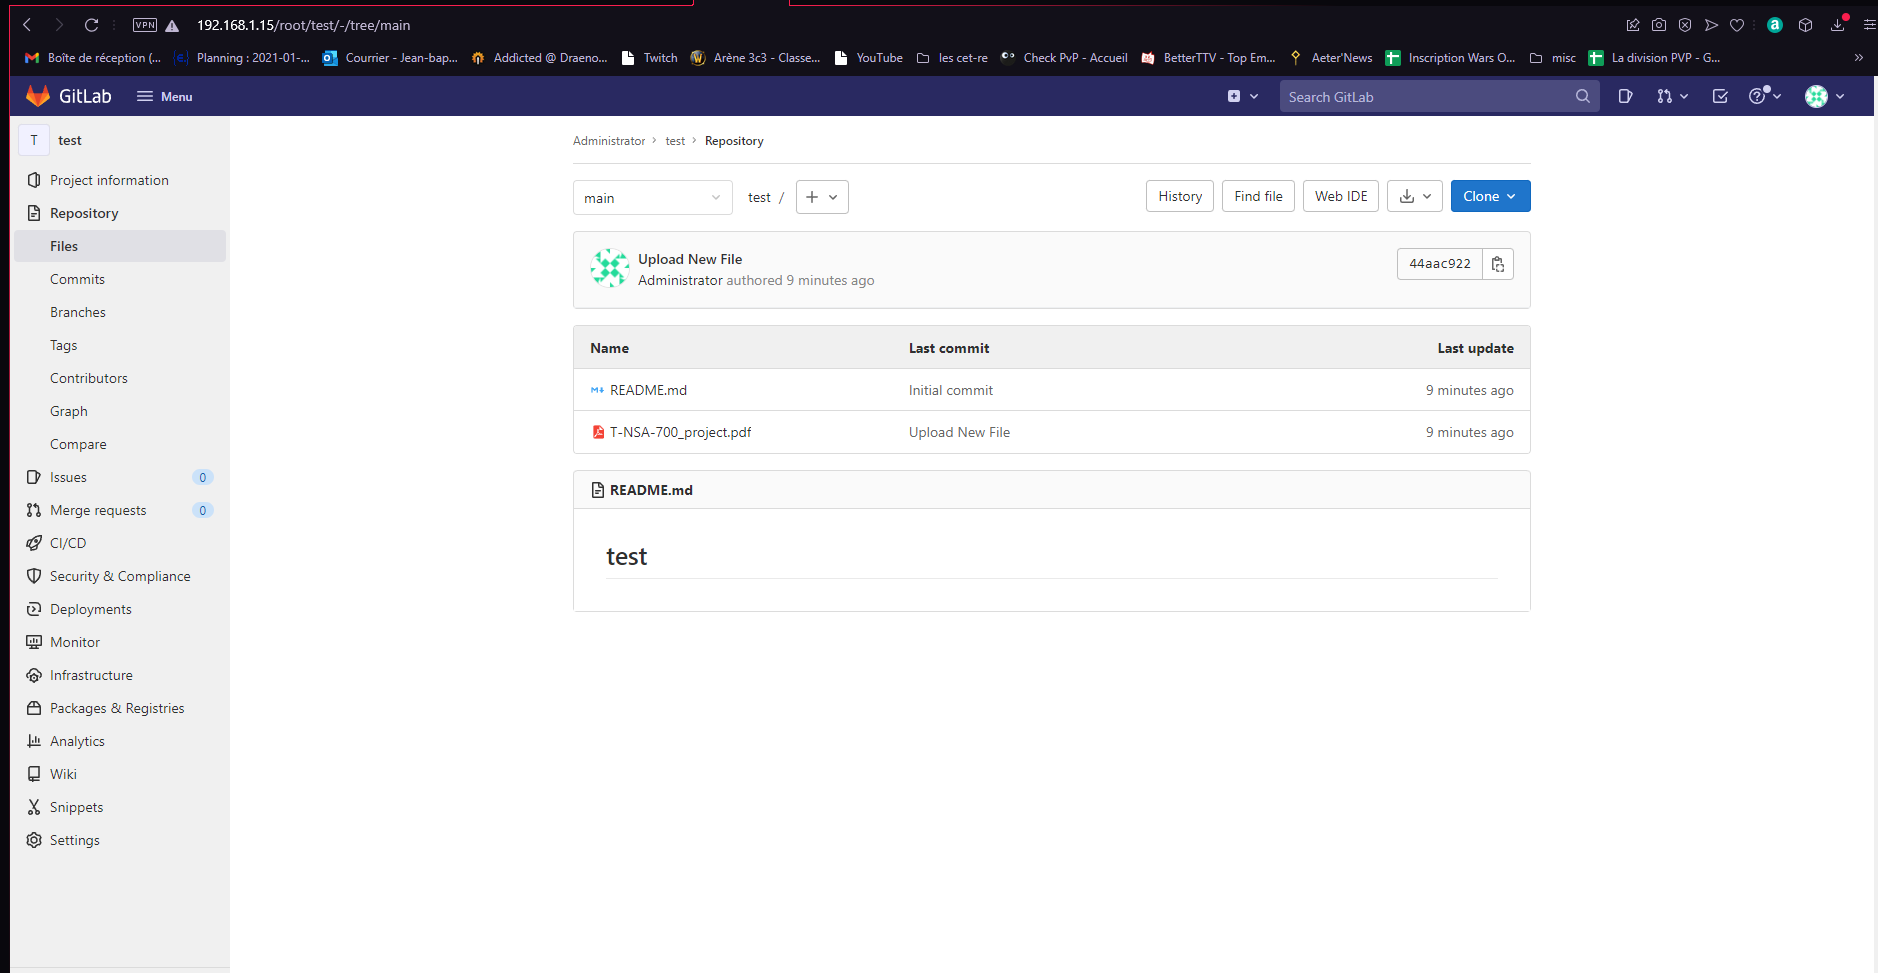 VPN 192.168.1.15/root/test/-/tree/main
Boîte de réception (... Planning : 2021-01-... Courrier - Jean-bap... Addicted @ Draeno... Twitch Arène 3c3 - Classe... YouTube les cet-re Check PvP - Accueil BetterTTV - Top Em... Aeter'News Inscription Wars O... misc La division PVP - G...
GitLab Menu Search GitLab
T test
Project information
Repository
Files
Commits
Branches
Tags
Contributors
Graph
Compare
Issues 0
Merge requests 0
CI/CD
Security & Compliance
Deployments
Monitor
Infrastructure
Packages & Registries
Analytics
Wiki
Snippets
Settings
Administrator > test > Repository
main test / + History Find file Web IDE Clone
Upload New File
Administrator authored 9 minutes ago
44aac922
Name Last commit Last update
README.md Initial commit 9 minutes ago
T-NSA-700_project.pdf Upload New File 9 minutes ago
README.md
test